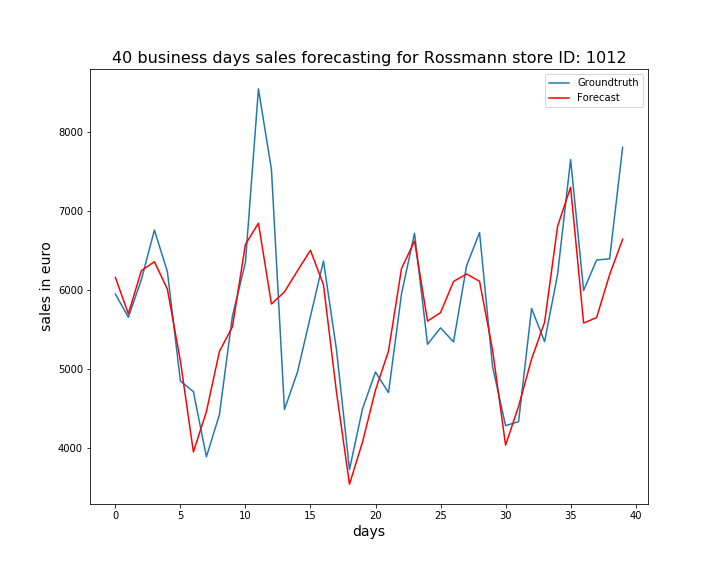 40 business days sales forecasting for Rossmann store ID: 1012
Groundtruth
Forecast
8000
7000
6000
5000
4000
sales in euro
0 5 10 15 20 25 30 35 40
days